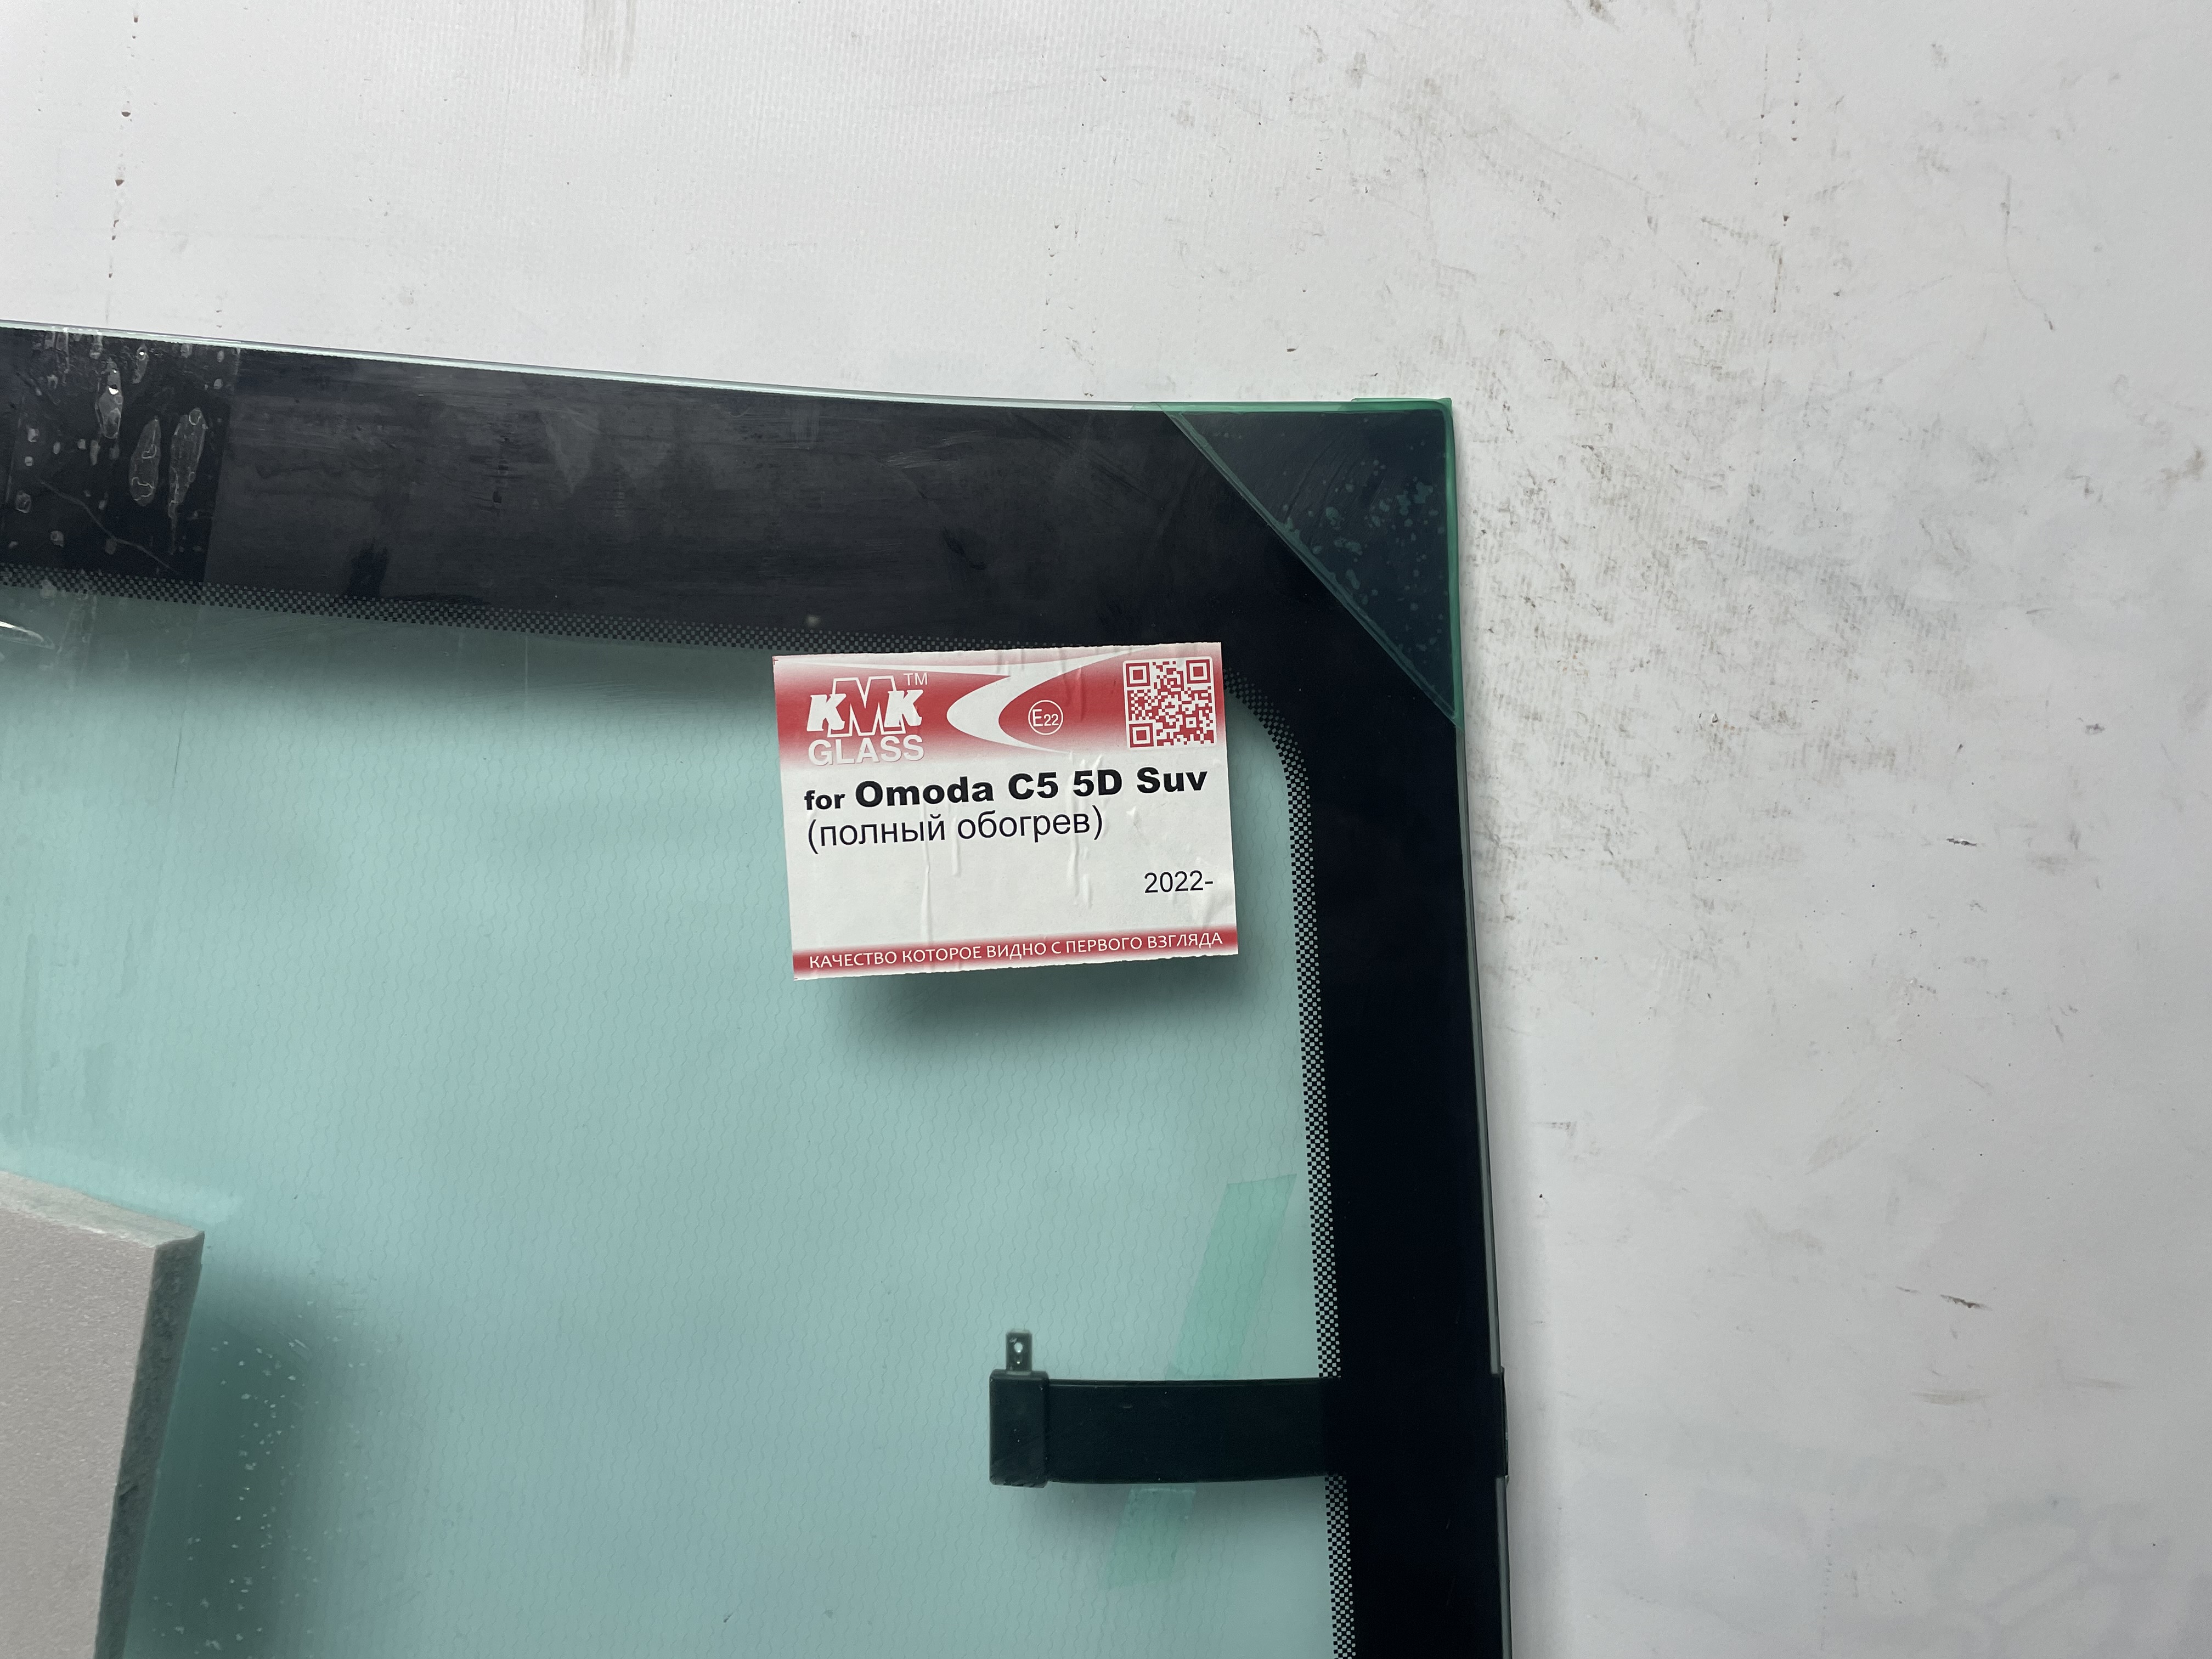 KMK™
GLASS
E22
for Omoda C5 5D Suv
(полный обогрев)
2022-
КАЧЕСТВО КОТОРОЕ ВИДНО С ПЕРВОГО ВЗГЛЯДА